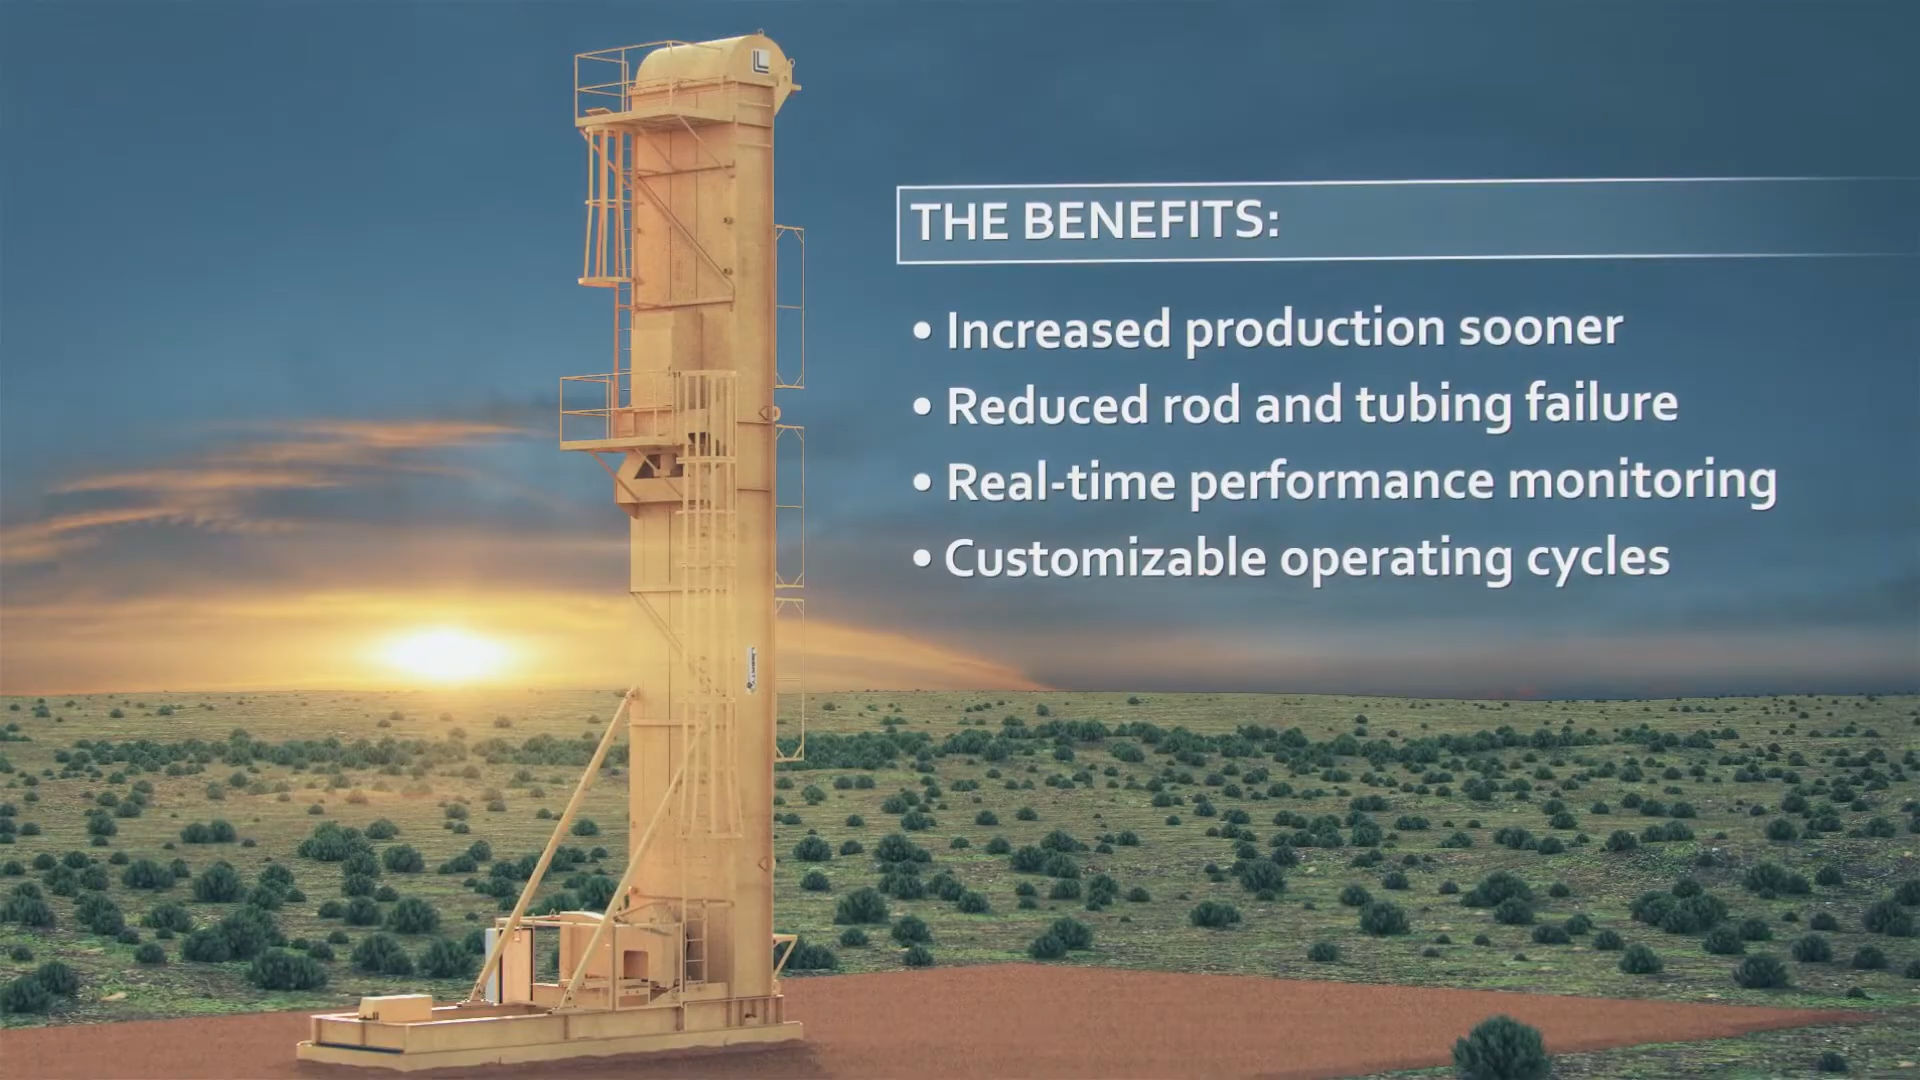 THE BENEFITS:
• Increased production sooner
• Reduced rod and tubing failure
• Real-time performance monitoring
• Customizable operating cycles